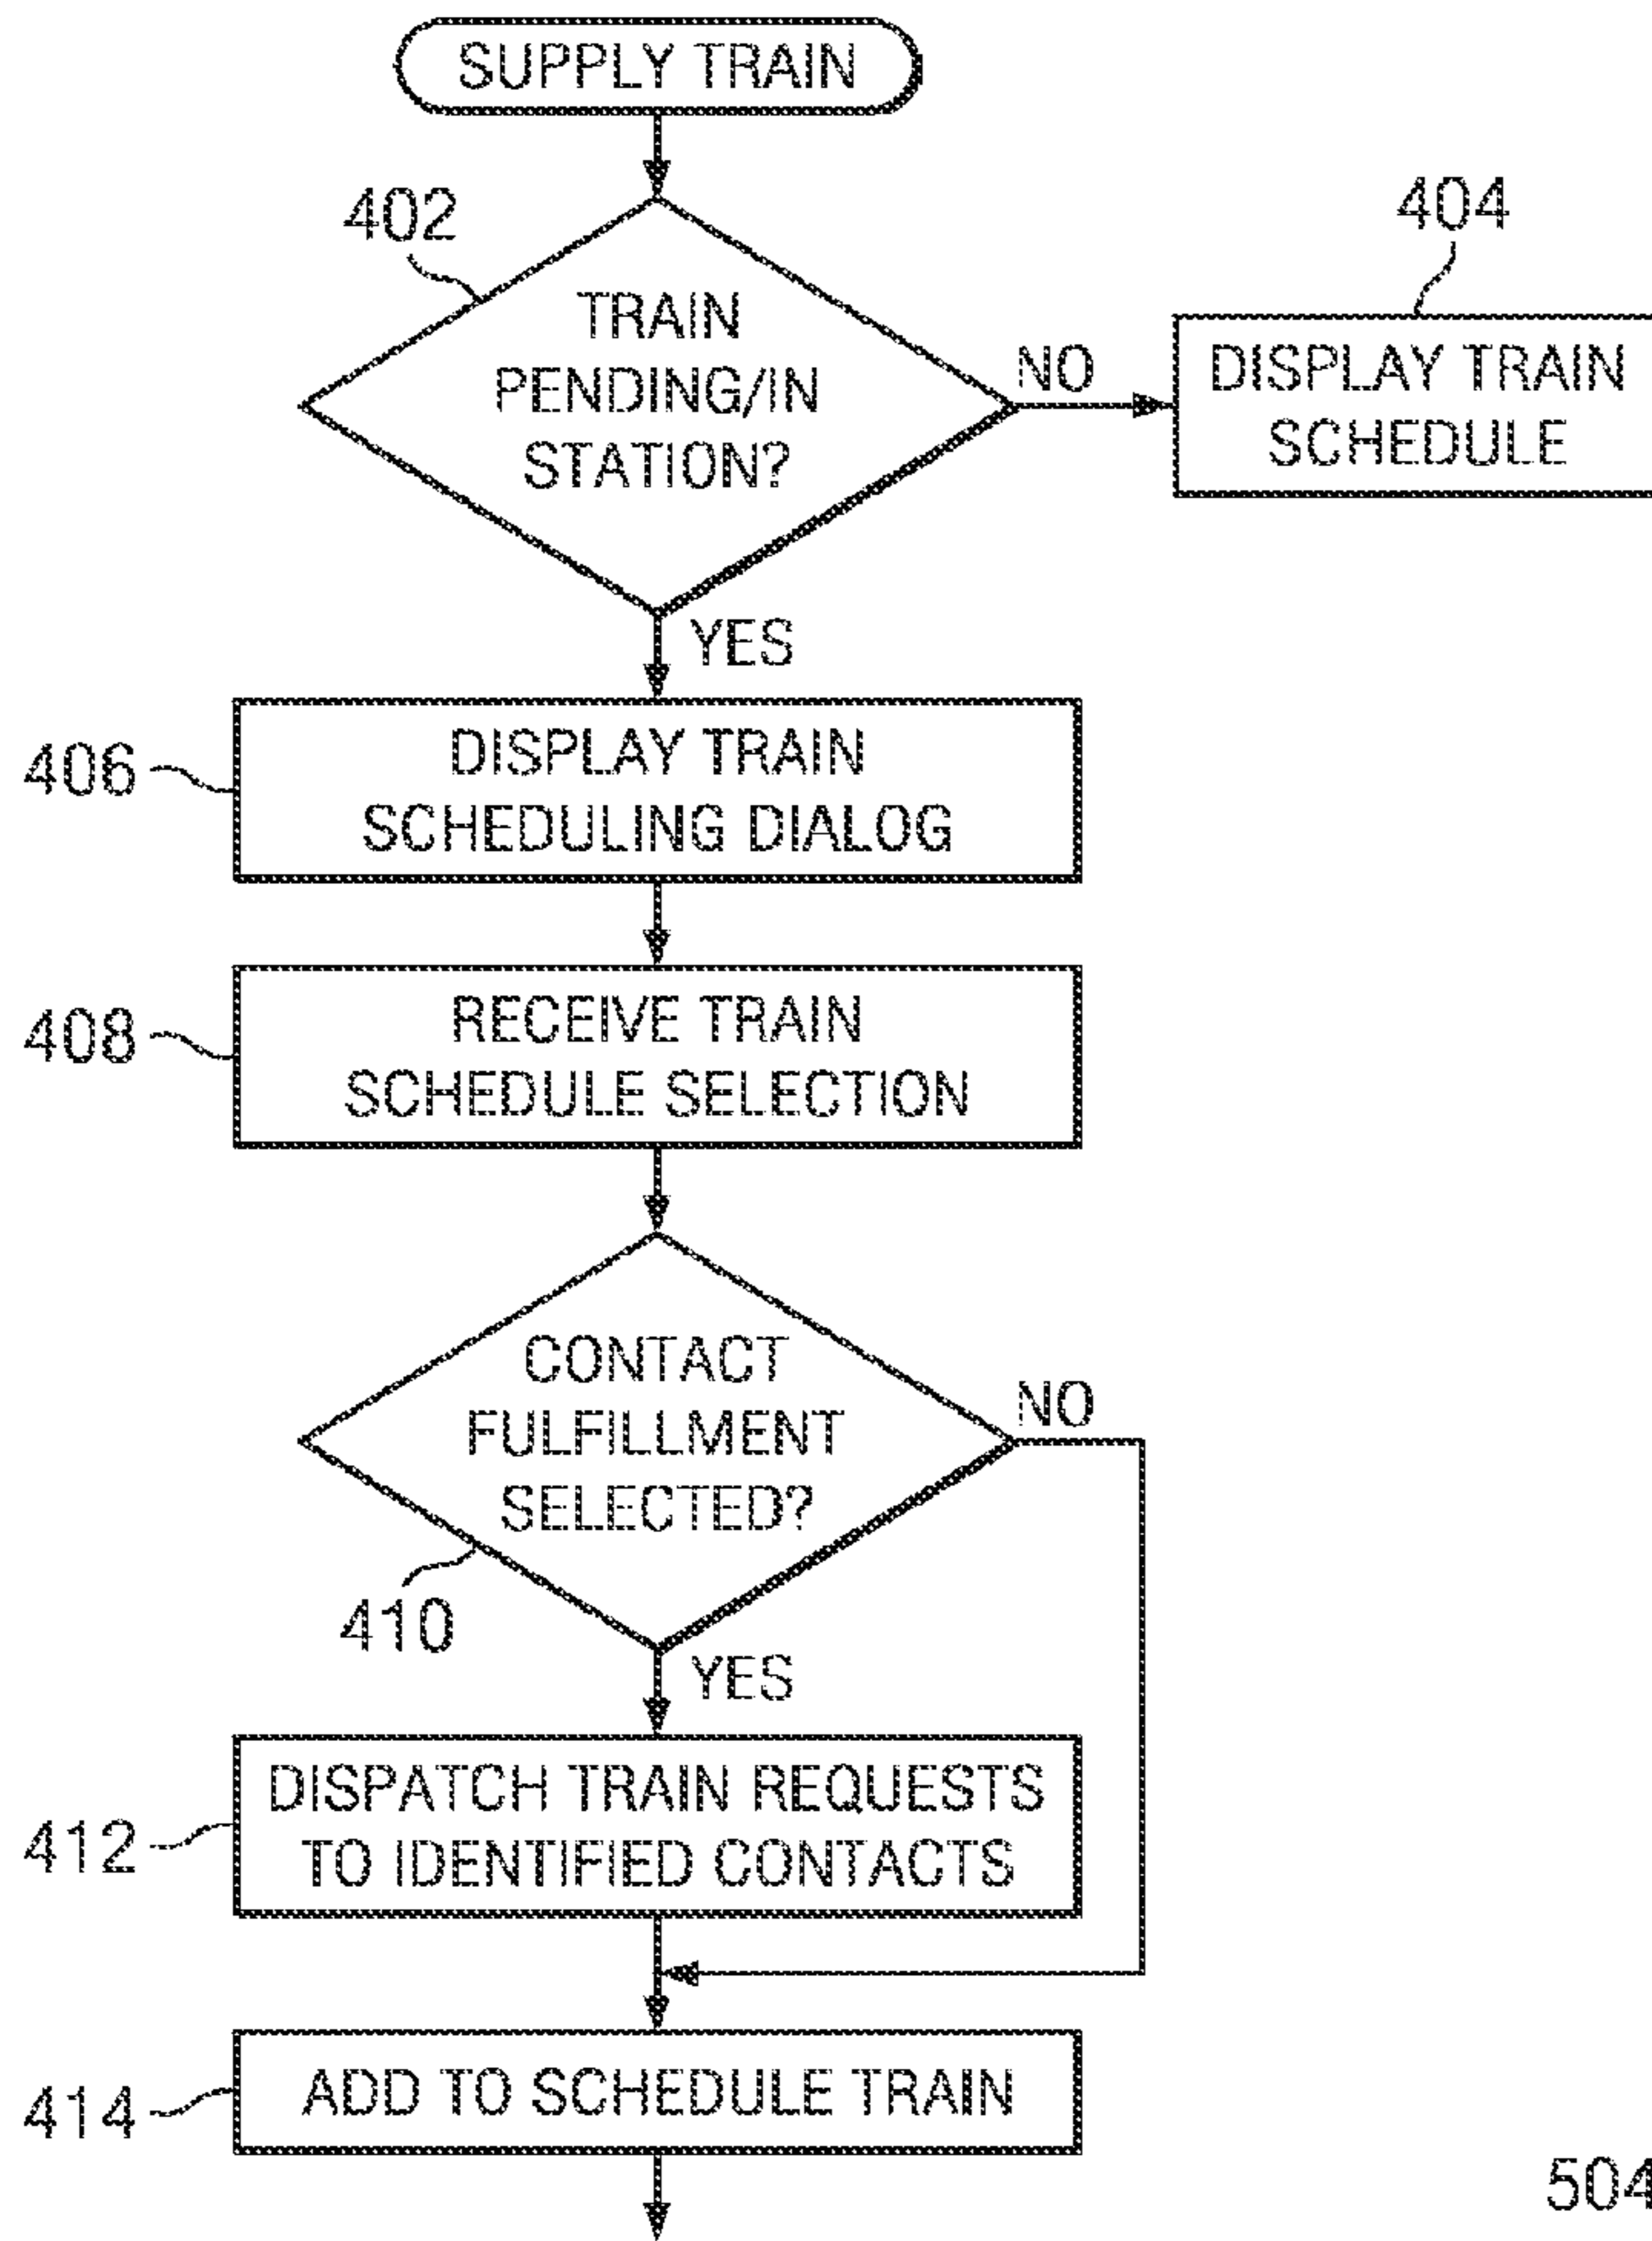 SUPPLY TRAIN
402
TRAIN
PENDING/IN
STATION?
NO
404
DISPLAY TRAIN
SCHEDULE
YES
406
DISPLAY TRAIN
SCHEDULING DIALOG
408
RECEIVE TRAIN
SCHEDULE SELECTION
CONTACT
FULFILLMENT
SELECTED?
NO
410
YES
412
DISPATCH TRAIN REQUESTS
TO IDENTIFIED CONTACTS
414
ADD TO SCHEDULE TRAIN
504